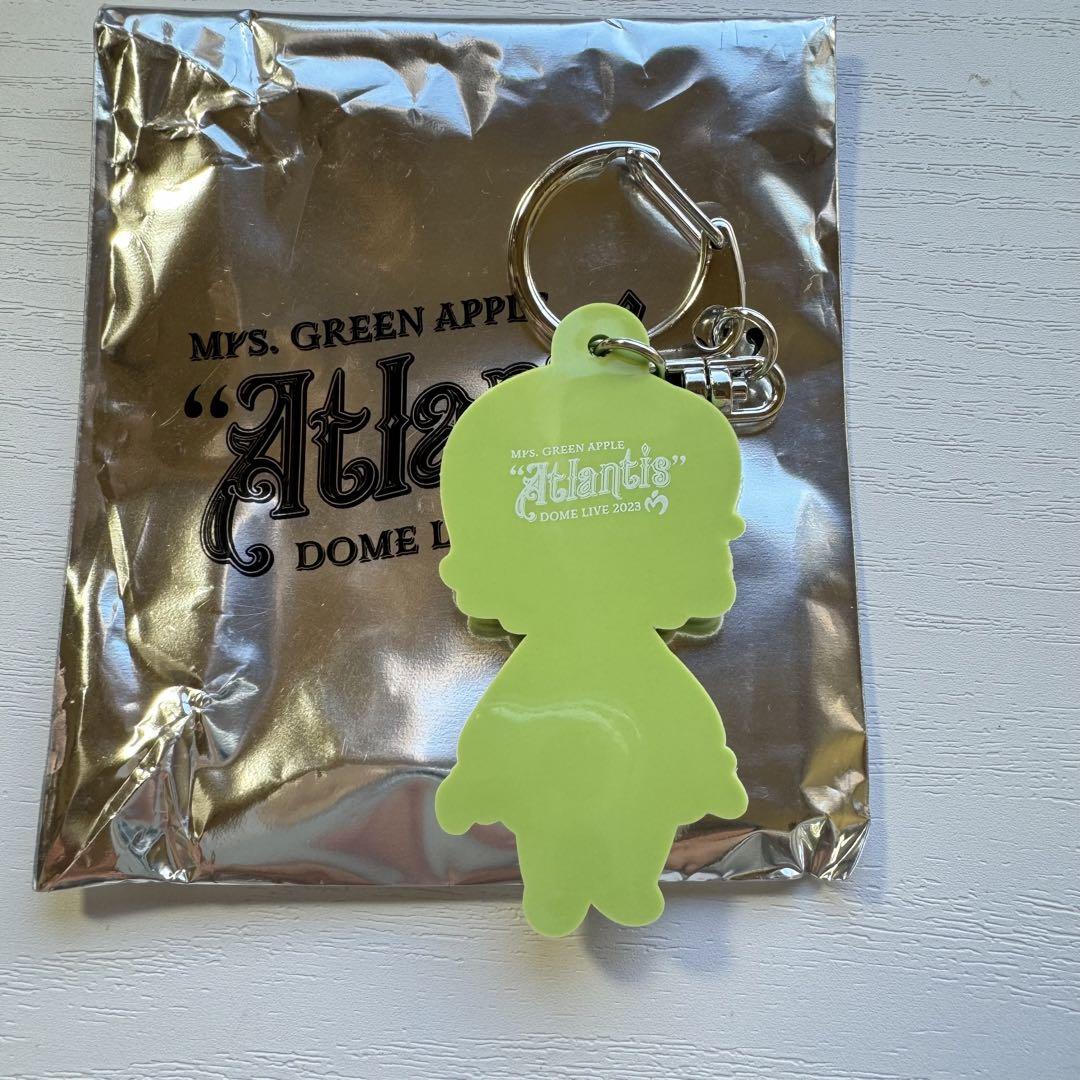 Mrs. GREEN APPLE
“Atlan
DOME L
Mrs. GREEN APPLE
“Atlantis”
DOME LIVE 2023